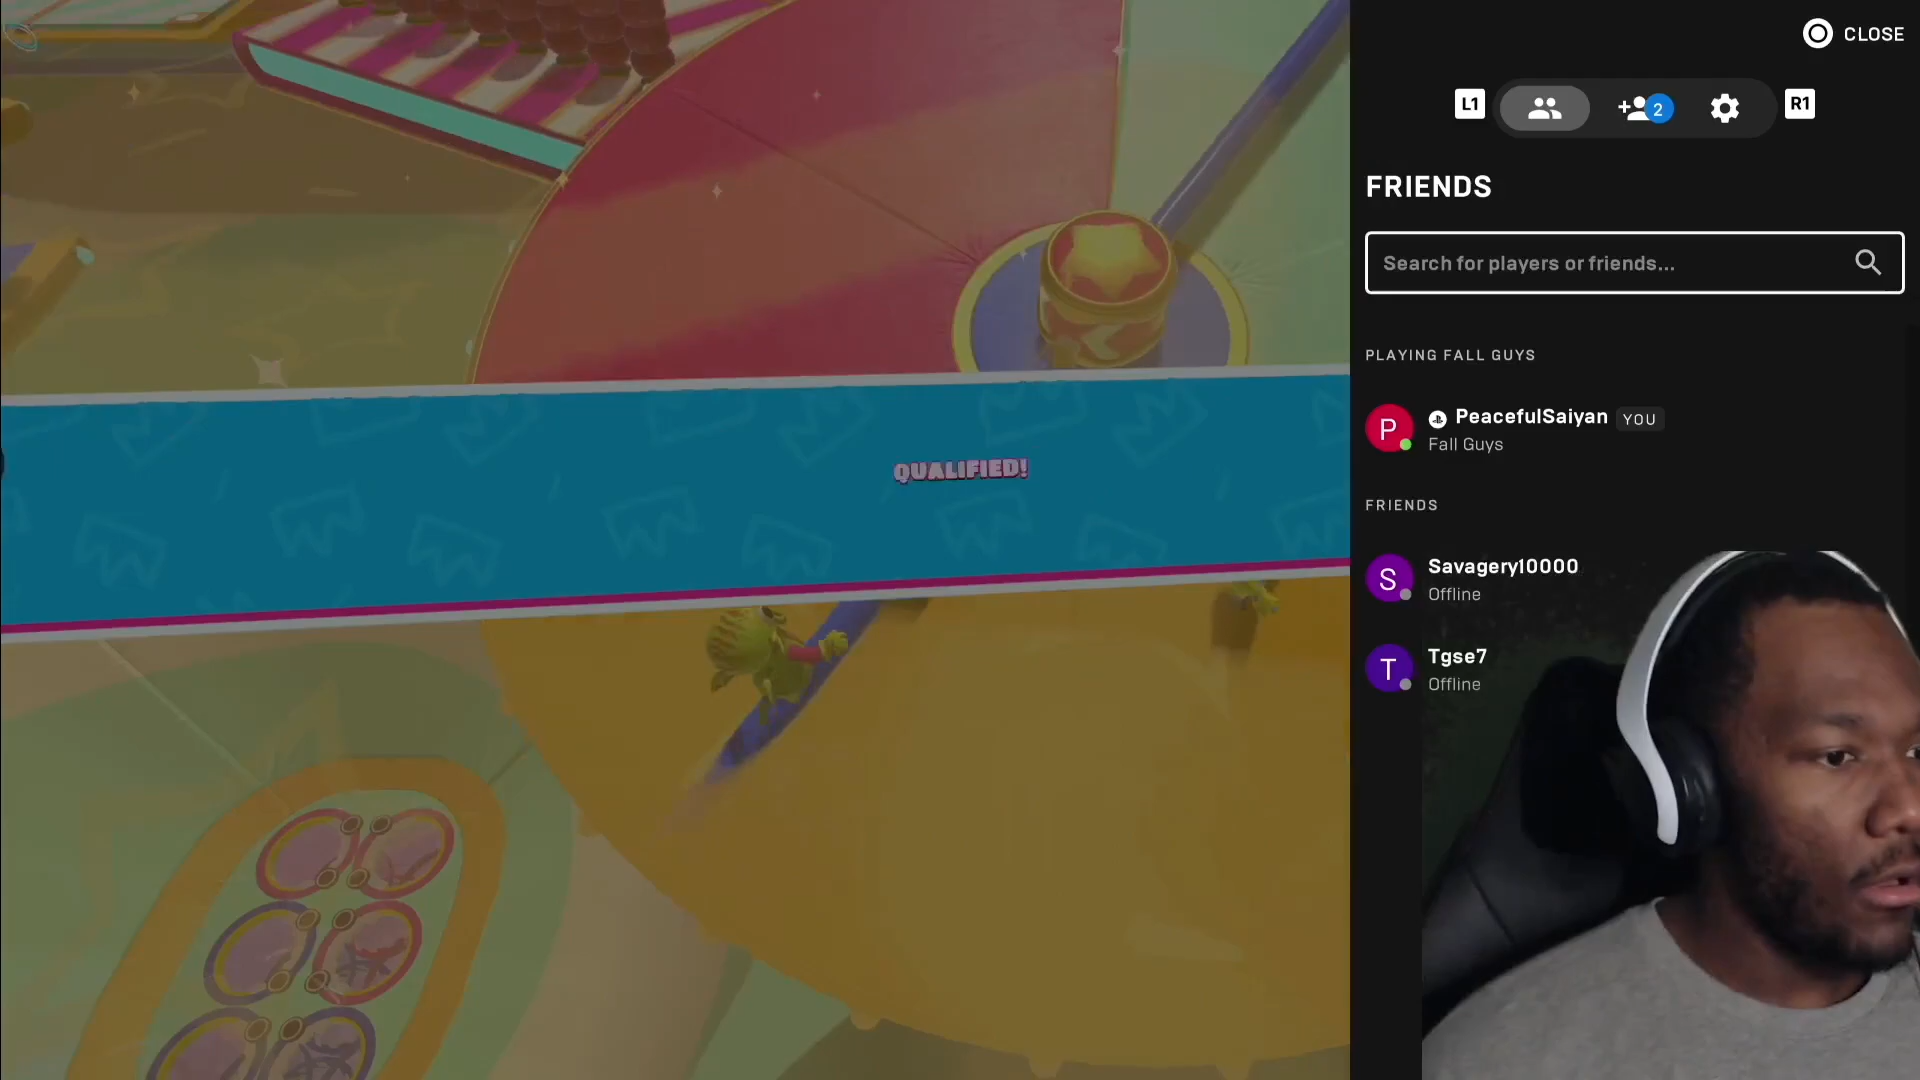 CLOSE
L1
2
R1
FRIENDS
Search for players or friends...
PLAYING FALL GUYS
P
PeacefulSaiyan YOU
Fall Guys
QUALIFIED!
FRIENDS
S
Savagery10000
Offline
T
Tgse7
Offline